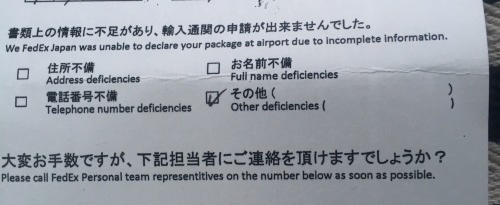 書類上の情報に不足があり、輸入通関の申請が出来ませんでした。
We FedEx Japan was unable to declare your package at airport due to incomplete information.
□ 住所不備 □ お名前不備
Address deficiencies Full name deficiencies
□ 電話番号不備 ☑ その他 ( )
Telephone number deficiencies Other deficiencies ( )
大変お手数ですが、下記担当者にご連絡を頂けますでしょうか？
Please call FedEx Personal team representitives on the number below as soon as possible.